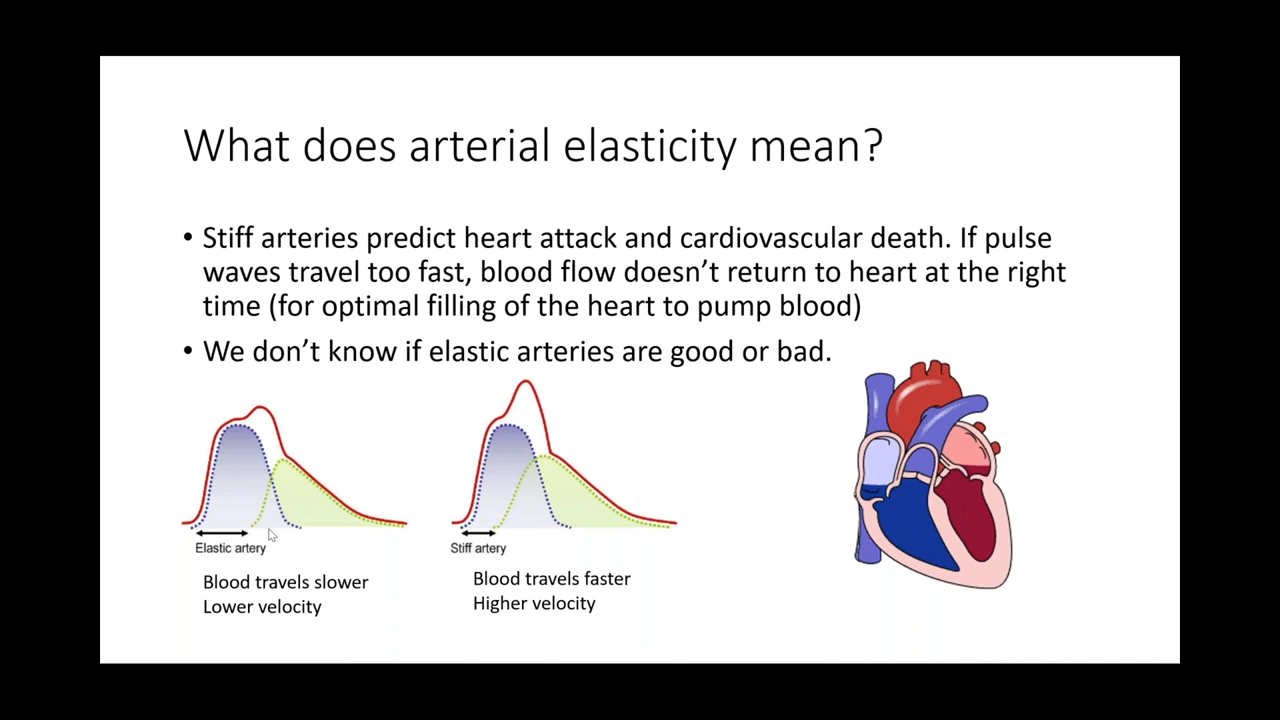 What does arterial elasticity mean?
• Stiff arteries predict heart attack and cardiovascular death. If pulse
waves travel too fast, blood flow doesn’t return to heart at the right
time (for optimal filling of the heart to pump blood)
• We don’t know if elastic arteries are good or bad.
Elastic artery
Blood travels slower
Lower velocity
Stiff artery
Blood travels faster
Higher velocity